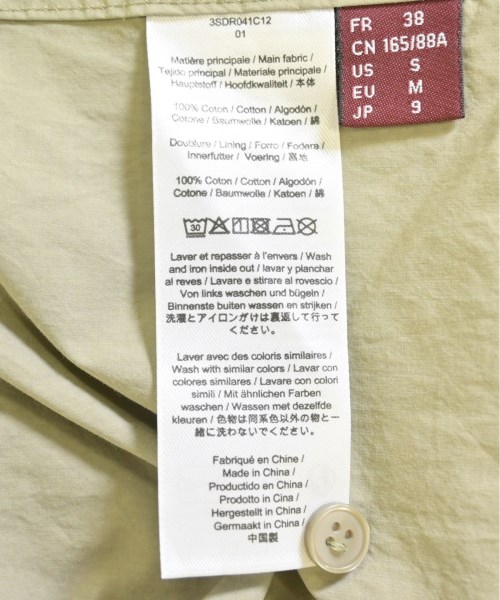 3SDR041C12
01
Matière principale / Main fabric /
Tejido principal / Materiale principale /
Hauptstoff / Hoofdkwaliteit / 本体
100% Coton / Cotton / Algodón /
Cotone / Baumwolle / Katoen / 綿
Doublure / Lining / Forro / Fodera /
Innerfutter / Voering / 裏地
100% Coton / Cotton / Algodón /
Cotone / Baumwolle / Katoen / 綿
30
Laver et repasser à l'envers / Wash
and iron inside out / lavar y planchar
al reves / Lavare e stirare al rovescio /
Von links waschen und bügeln /
Binnenste buiten wassen en strijken /
洗濯とアイロンがけは裏返して行って
ください。
Laver avec des coloris similaires /
Wash with similar colors / Lavar con
colores similares / Lavare con colori
simili / Mit ähnlichen Farben
waschen / Wassen met dezelfde
kleuren / 色物は同系色以外の物と一
緒に洗わないでください。
Fabriqué en Chine /
Made in China /
Producido en China /
Prodotto in Cina /
Hergestellt in China /
Gemaakt in China /
中国製
FR 38
CN 165/88A
US S
EU M
JP 9